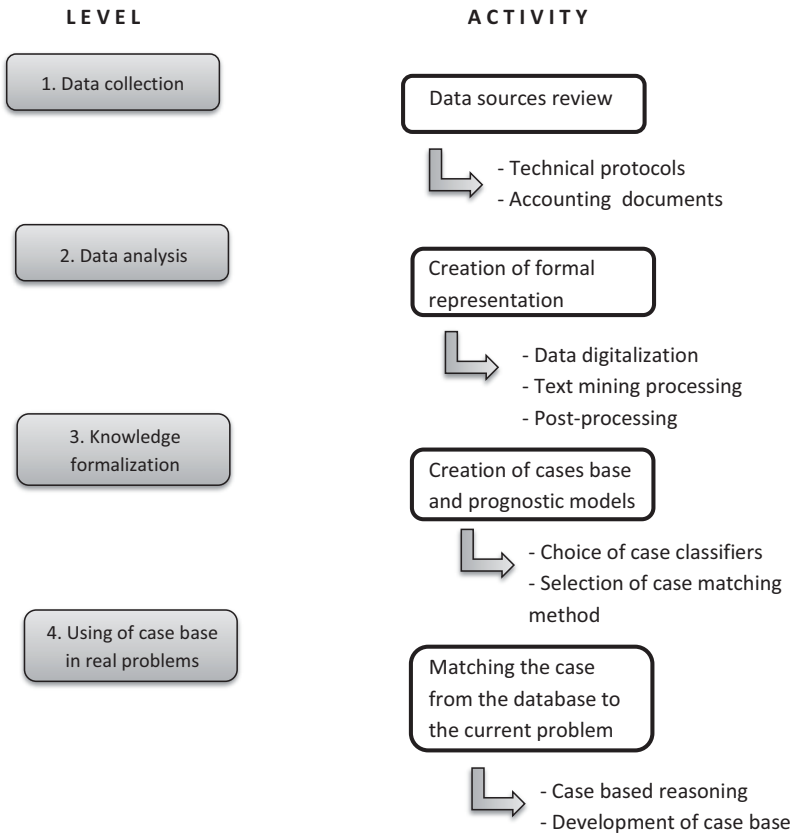 LEVEL
ACTIVITY
1. Data collection
Data sources review
- Technical protocols
- Accounting documents
2. Data analysis
Creation of formal
representation
- Data digitalization
- Text mining processing
- Post-processing
3. Knowledge
formalization
Creation of cases base
and prognostic models
- Choice of case classifiers
- Selection of case matching
method
4. Using of case base
in real problems
Matching the case
from the database to
the current problem
- Case based reasoning
- Development of case base